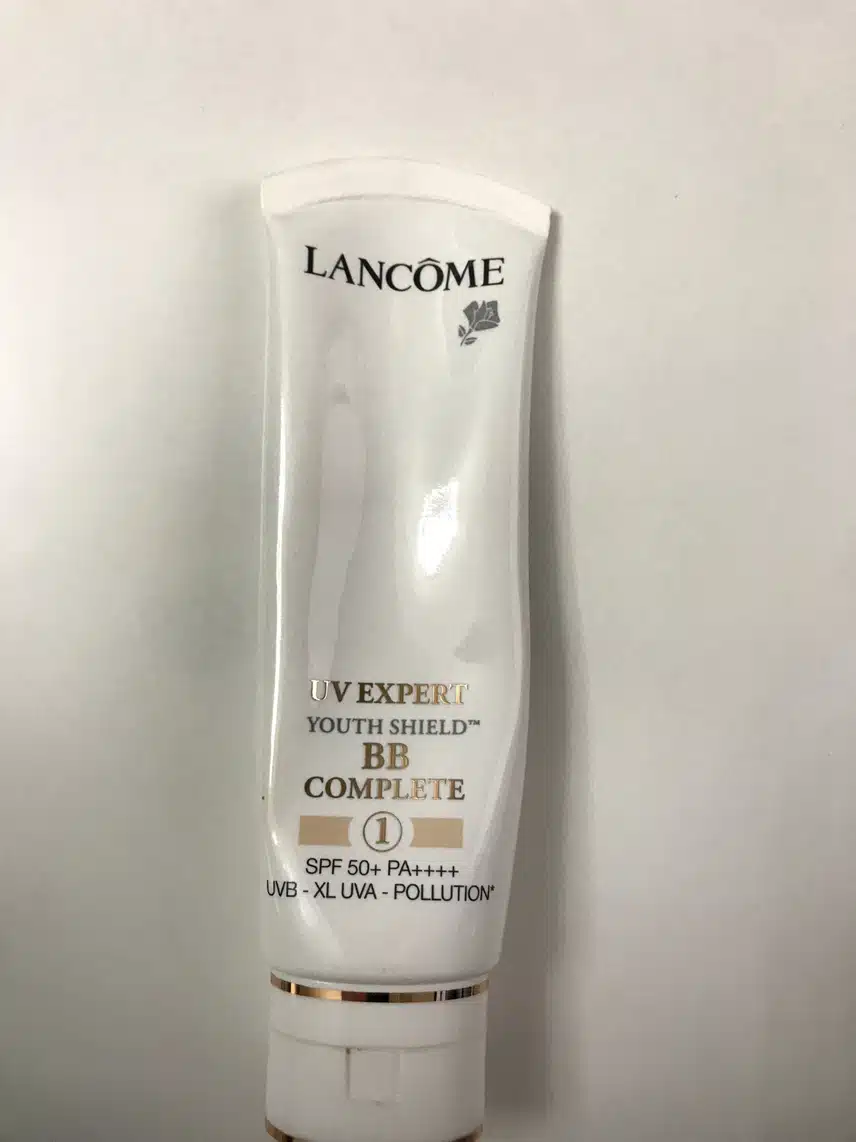 LANCÔME
UV EXPERT
YOUTH SHIELD™
BB
COMPLETE
1
SPF 50+ PA++++
UVB - XL UVA - POLLUTION*